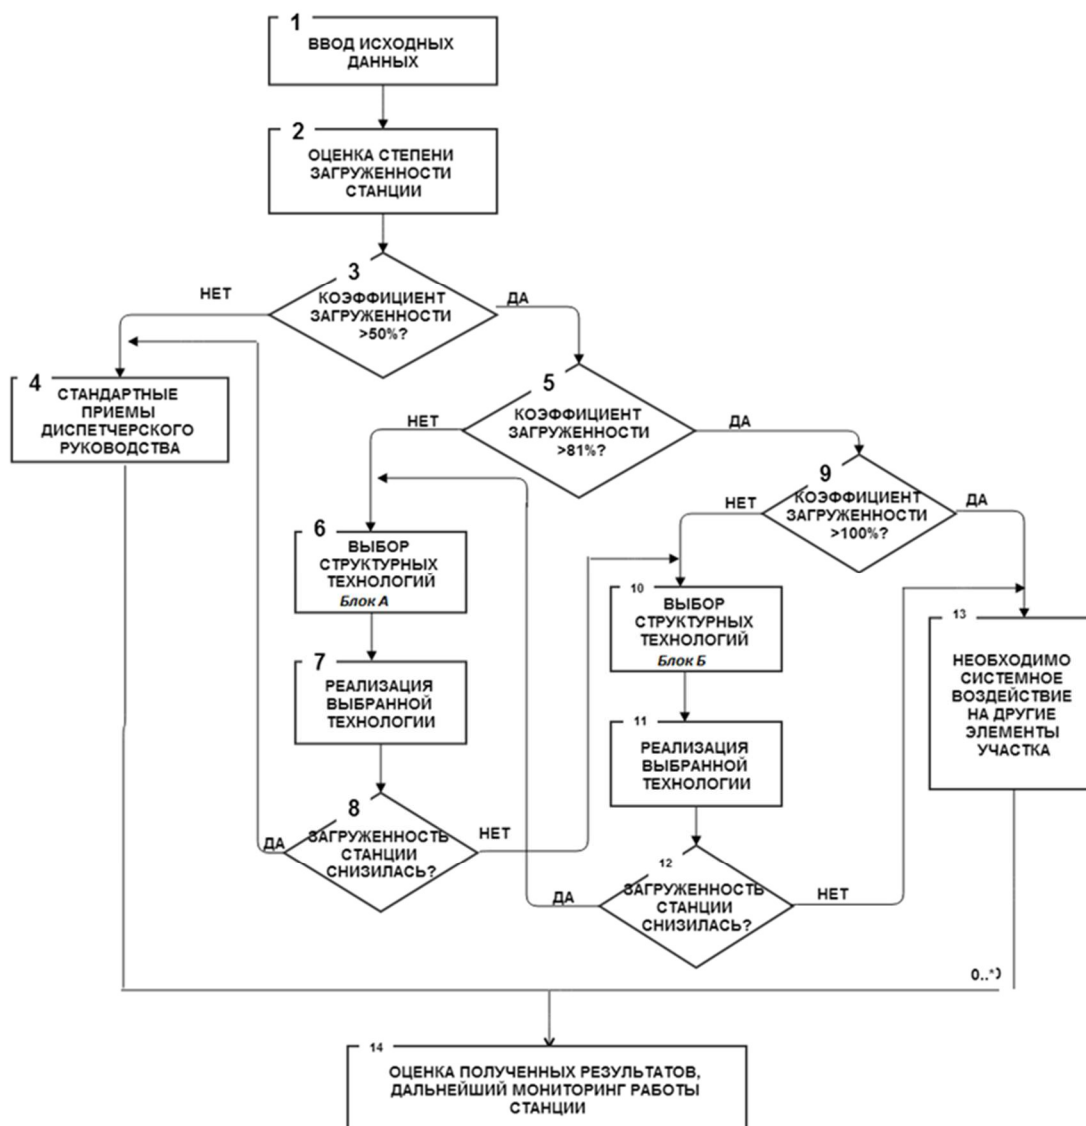 1
ВВОД ИСХОДНЫХ
ДАННЫХ
2
ОЦЕНКА СТЕПЕНИ
ЗАГРУЖЕННОСТИ
СТАНЦИИ
3
КОЭФФИЦИЕНТ
ЗАГРУЖЕННОСТИ
>50%?
НЕТ
ДА
4
СТАНДАРТНЫЕ
ПРИЕМЫ
ДИСПЕТЧЕРСКОГО
РУКОВОДСТВА
5
КОЭФФИЦИЕНТ
ЗАГРУЖЕННОСТИ
>81%?
НЕТ
ДА
6
ВЫБОР
СТРУКТУРНЫХ
ТЕХНОЛОГИЙ
Блок А
7
РЕАЛИЗАЦИЯ
ВЫБРАННОЙ
ТЕХНОЛОГИИ
8
ЗАГРУЖЕННОСТЬ
СТАНЦИИ
СНИЗИЛАСЬ?
ДА
НЕТ
9
КОЭФФИЦИЕНТ
ЗАГРУЖЕННОСТИ
>100%?
НЕТ
ДА
10
ВЫБОР
СТРУКТУРНЫХ
ТЕХНОЛОГИЙ
Блок Б
11
РЕАЛИЗАЦИЯ
ВЫБРАННОЙ
ТЕХНОЛОГИИ
12
ЗАГРУЖЕННОСТЬ
СТАНЦИИ
СНИЗИЛАСЬ?
ДА
НЕТ
13
НЕОБХОДИМО
СИСТЕМНОЕ
ВОЗДЕЙСТВИЕ
НА ДРУГИЕ
ЭЛЕМЕНТЫ
УЧАСТКА
0..*
14
ОЦЕНКА ПОЛУЧЕННЫХ РЕЗУЛЬТАТОВ,
ДАЛЬНЕЙШИЙ МОНИТОРИНГ РАБОТЫ
СТАНЦИИ